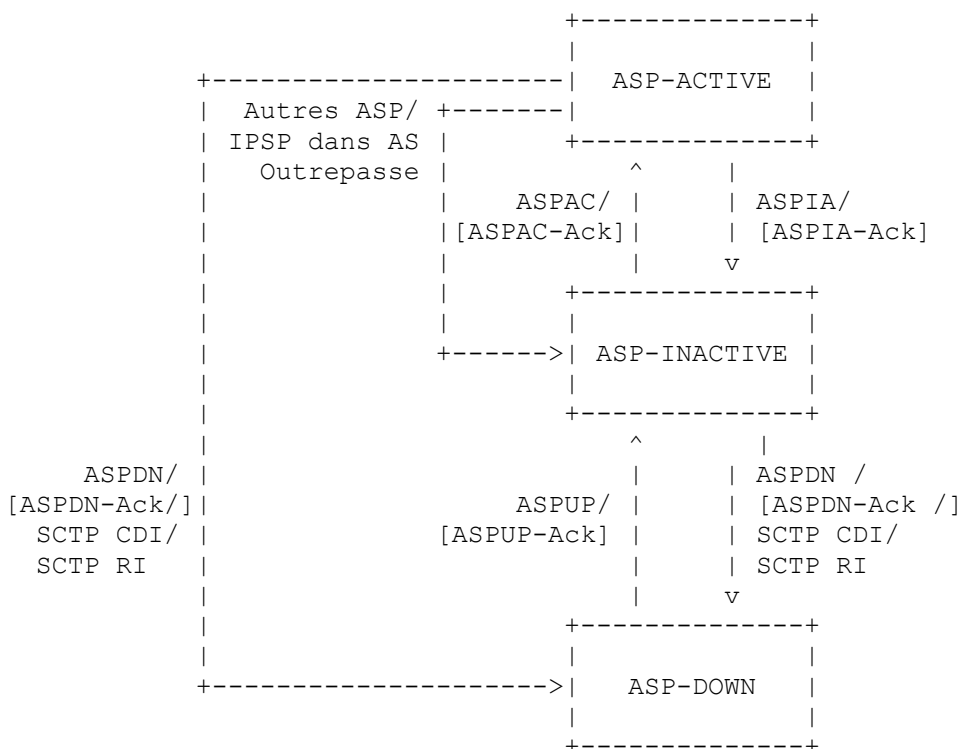 ASP-ACTIVE
Autres ASP/
IPSP dans AS
Outrepasse
ASPAC/ ASPIA/
[ASPAC-Ack] [ASPIA-Ack]
ASP-INACTIVE
ASPDN/ ASPDN /
[ASPDN-Ack/] ASPUP/ [ASPDN-Ack /]
SCTP CDI/ [ASPUP-Ack] SCTP CDI/
SCTP RI SCTP RI
ASP-DOWN